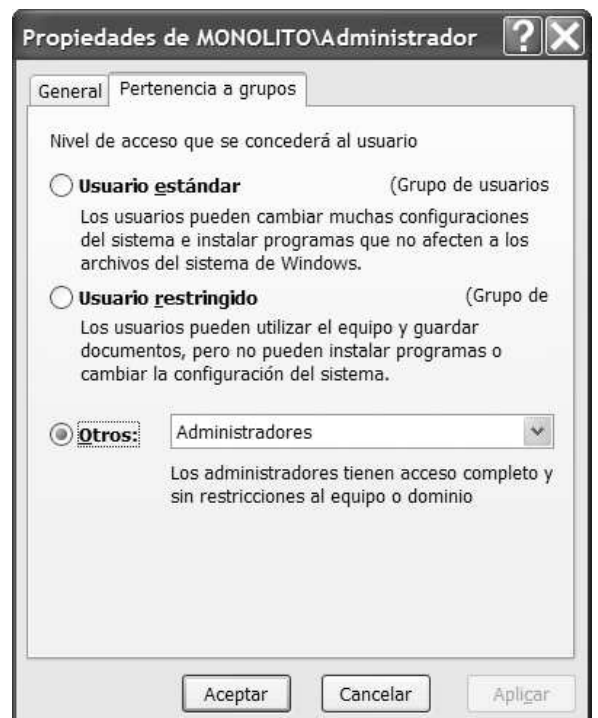 Propiedades de MONOLITO\Administrador
General Pertenencia a grupos
Nivel de acceso que se concederá al usuario
Usuario estándar (Grupo de usuarios
Los usuarios pueden cambiar muchas configuraciones
del sistema e instalar programas que no afecten a los
archivos del sistema de Windows.
Usuario restringido (Grupo de
Los usuarios pueden utilizar el equipo y guardar
documentos, pero no pueden instalar programas o
cambiar la configuración del sistema.
Otros: Administradores
Los administradores tienen acceso completo y
sin restricciones al equipo o dominio
Aceptar Cancelar Aplicar